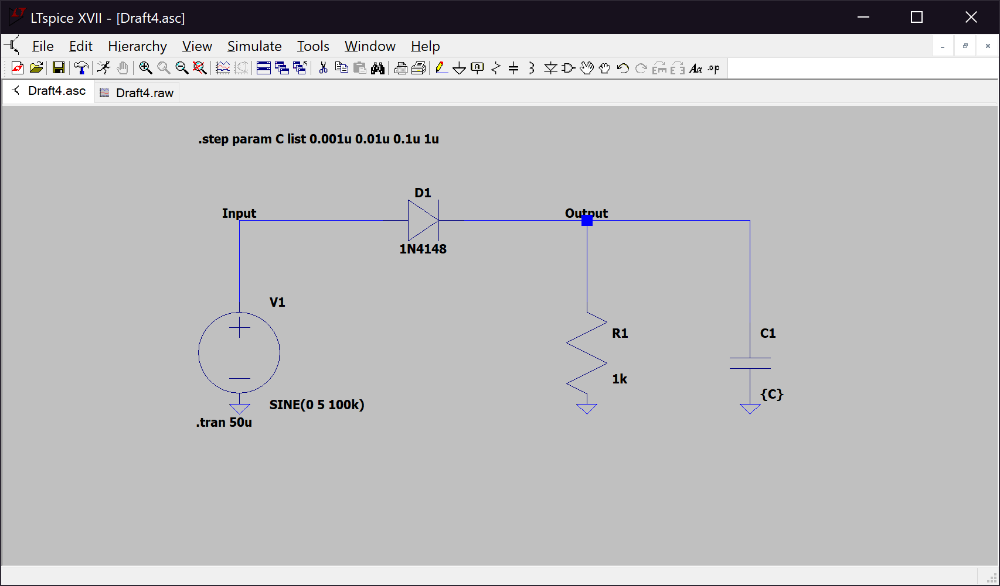 LTspice XVII - [Draft4.asc]
File Edit Hierarchy View Simulate Tools Window Help
Draft4.asc Draft4.raw
.step param C list 0.001u 0.01u 0.1u 1u
D1
Input
Output
1N4148
V1
R1
C1
1k
{C}
SINE(0 5 100k)
.tran 50u